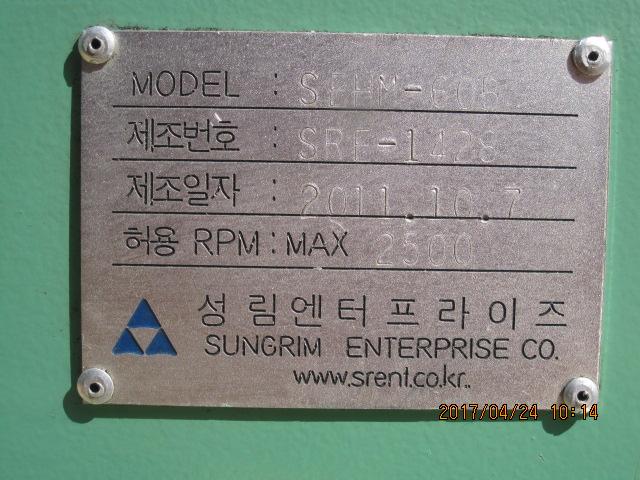 MODEL : SFHM-60B
제조번호 : SRF-1428
제조일자 : 2011.10.7
허용 RPM : MAX 2500
성림엔터프라이즈
SUNGRIM ENTERPRISE CO.
www.srent.co.kr..
2017/04/24 10:14